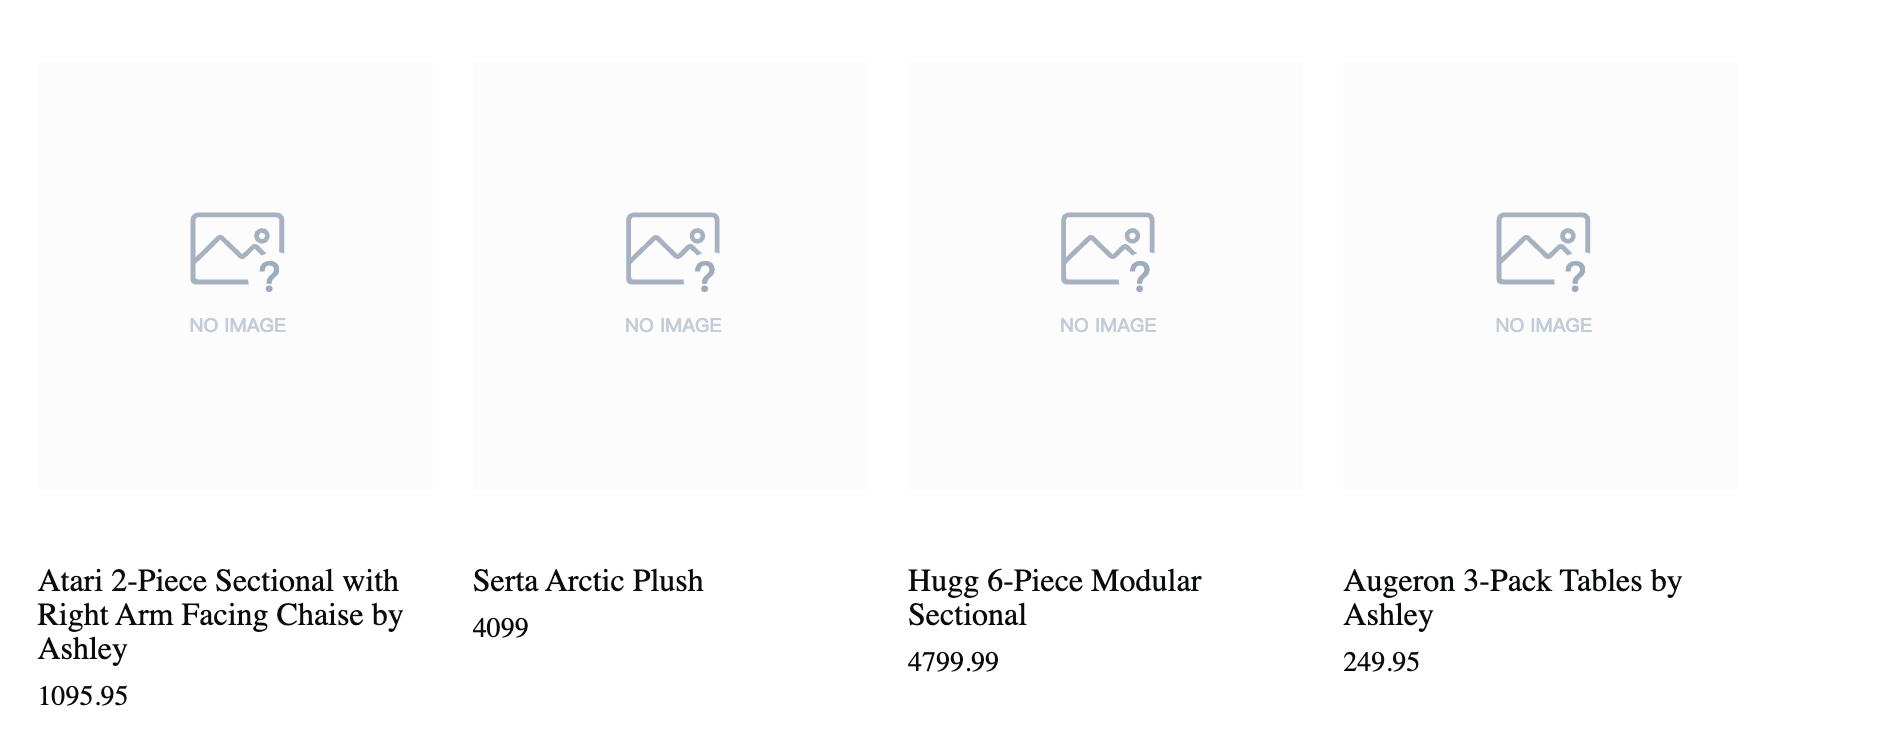 NO IMAGE
NO IMAGE
NO IMAGE
NO IMAGE
Atari 2-Piece Sectional with
Right Arm Facing Chaise by
Ashley
1095.95
Serta Arctic Plush
4099
Hugg 6-Piece Modular
Sectional
4799.99
Augeron 3-Pack Tables by
Ashley
249.95